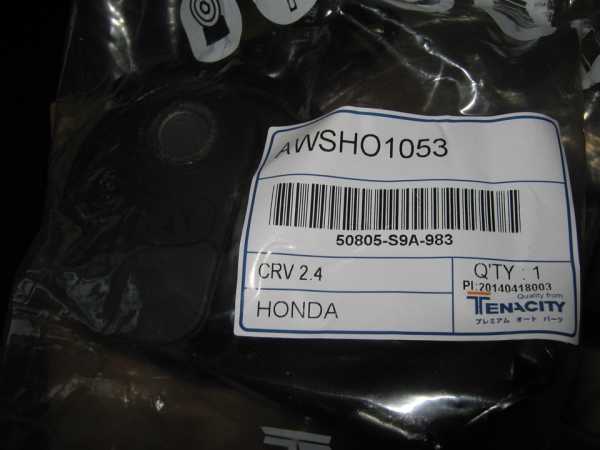 AWSHO1053
50805-S9A-983
CRV 2.4
Q'TY : 1
PI:20140418003
HONDA
Quality from
TENACITY
プレミアム オート パーツ